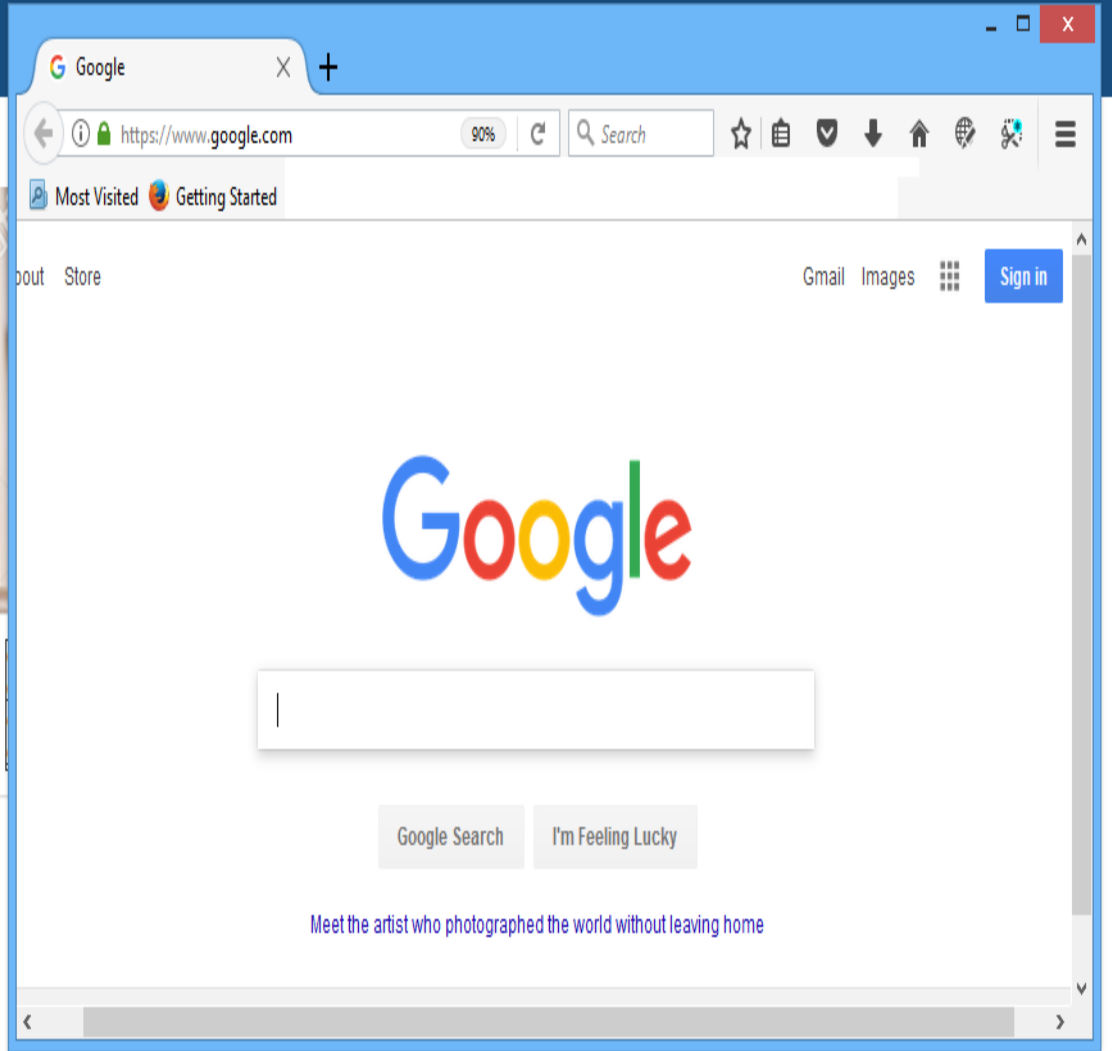 Google
https://www.google.com 90% Search
Most Visited Getting Started
out Store Gmail Images Sign in
Google
Google Search I'm Feeling Lucky
Meet the artist who photographed the world without leaving home